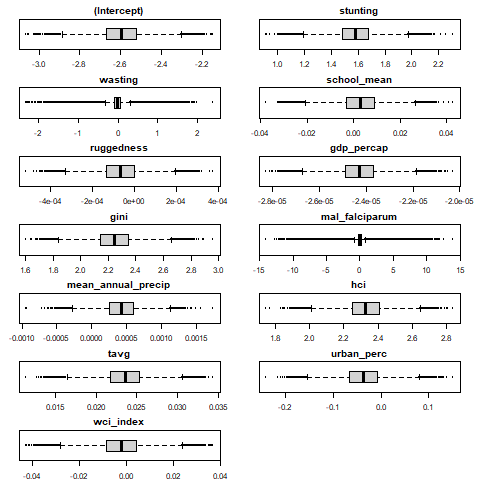 (Intercept)
stunting
-3.0 -2.8 -2.6 -2.4 -2.2
1.0 1.2 1.4 1.6 1.8 2.0 2.2
wasting
school_mean
-2 -1 0 1 2
-0.04 -0.02 0.00 0.02 0.04
ruggedness
gdp_percap
-4e-04 -2e-04 0e+00 2e-04 4e-04
-2.8e-05 -2.6e-05 -2.4e-05 -2.2e-05 -2.0e-05
gini
mal_falciparum
1.6 1.8 2.0 2.2 2.4 2.6 2.8 3.0
-15 -10 -5 0 5 10 15
mean_annual_precip
hci
-0.0010 -0.0005 0.0000 0.0005 0.0010 0.0015
1.8 2.0 2.2 2.4 2.6 2.8
tavg
urban_perc
0.015 0.020 0.025 0.030 0.035
-0.2 -0.1 0.0 0.1
wci_index
-0.04 -0.02 0.00 0.02 0.04